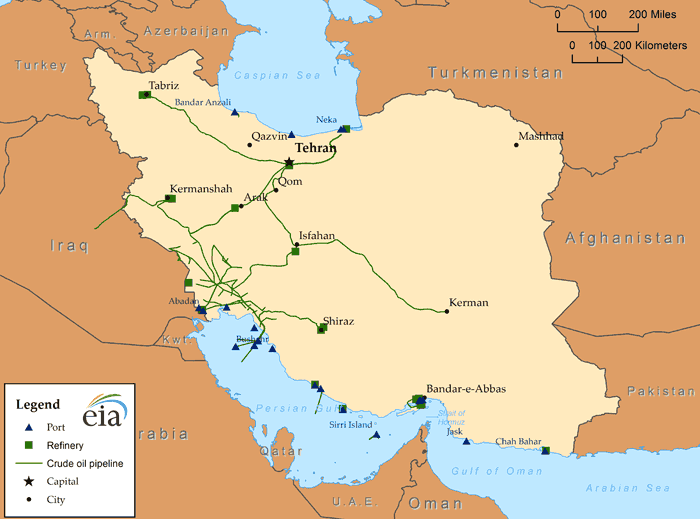 0 100 200 Miles
0 100 200 Kilometers
Arm.
Azerbaijan
Turkey
Caspian Sea
Turkmenistan
Tabriz
Bandar Anzali
Neka
Qazvin
Mashhad
Tehran
Qom
Kermanshah
Arak
Iraq
Isfahan
Afghanistan
Abadan
Kerman
Shiraz
Kwt.
Bushehr
Bandar-e-Abbas
Pakistan
Legend
eia
Port
Refinery
Crude oil pipeline
Capital
City
Persian Gulf
Strait of
Hormuz
Sirri Island
Jask
Chah Bahar
Qatar
Gulf of Oman
Arabian Sea
U.A.E.
Oman